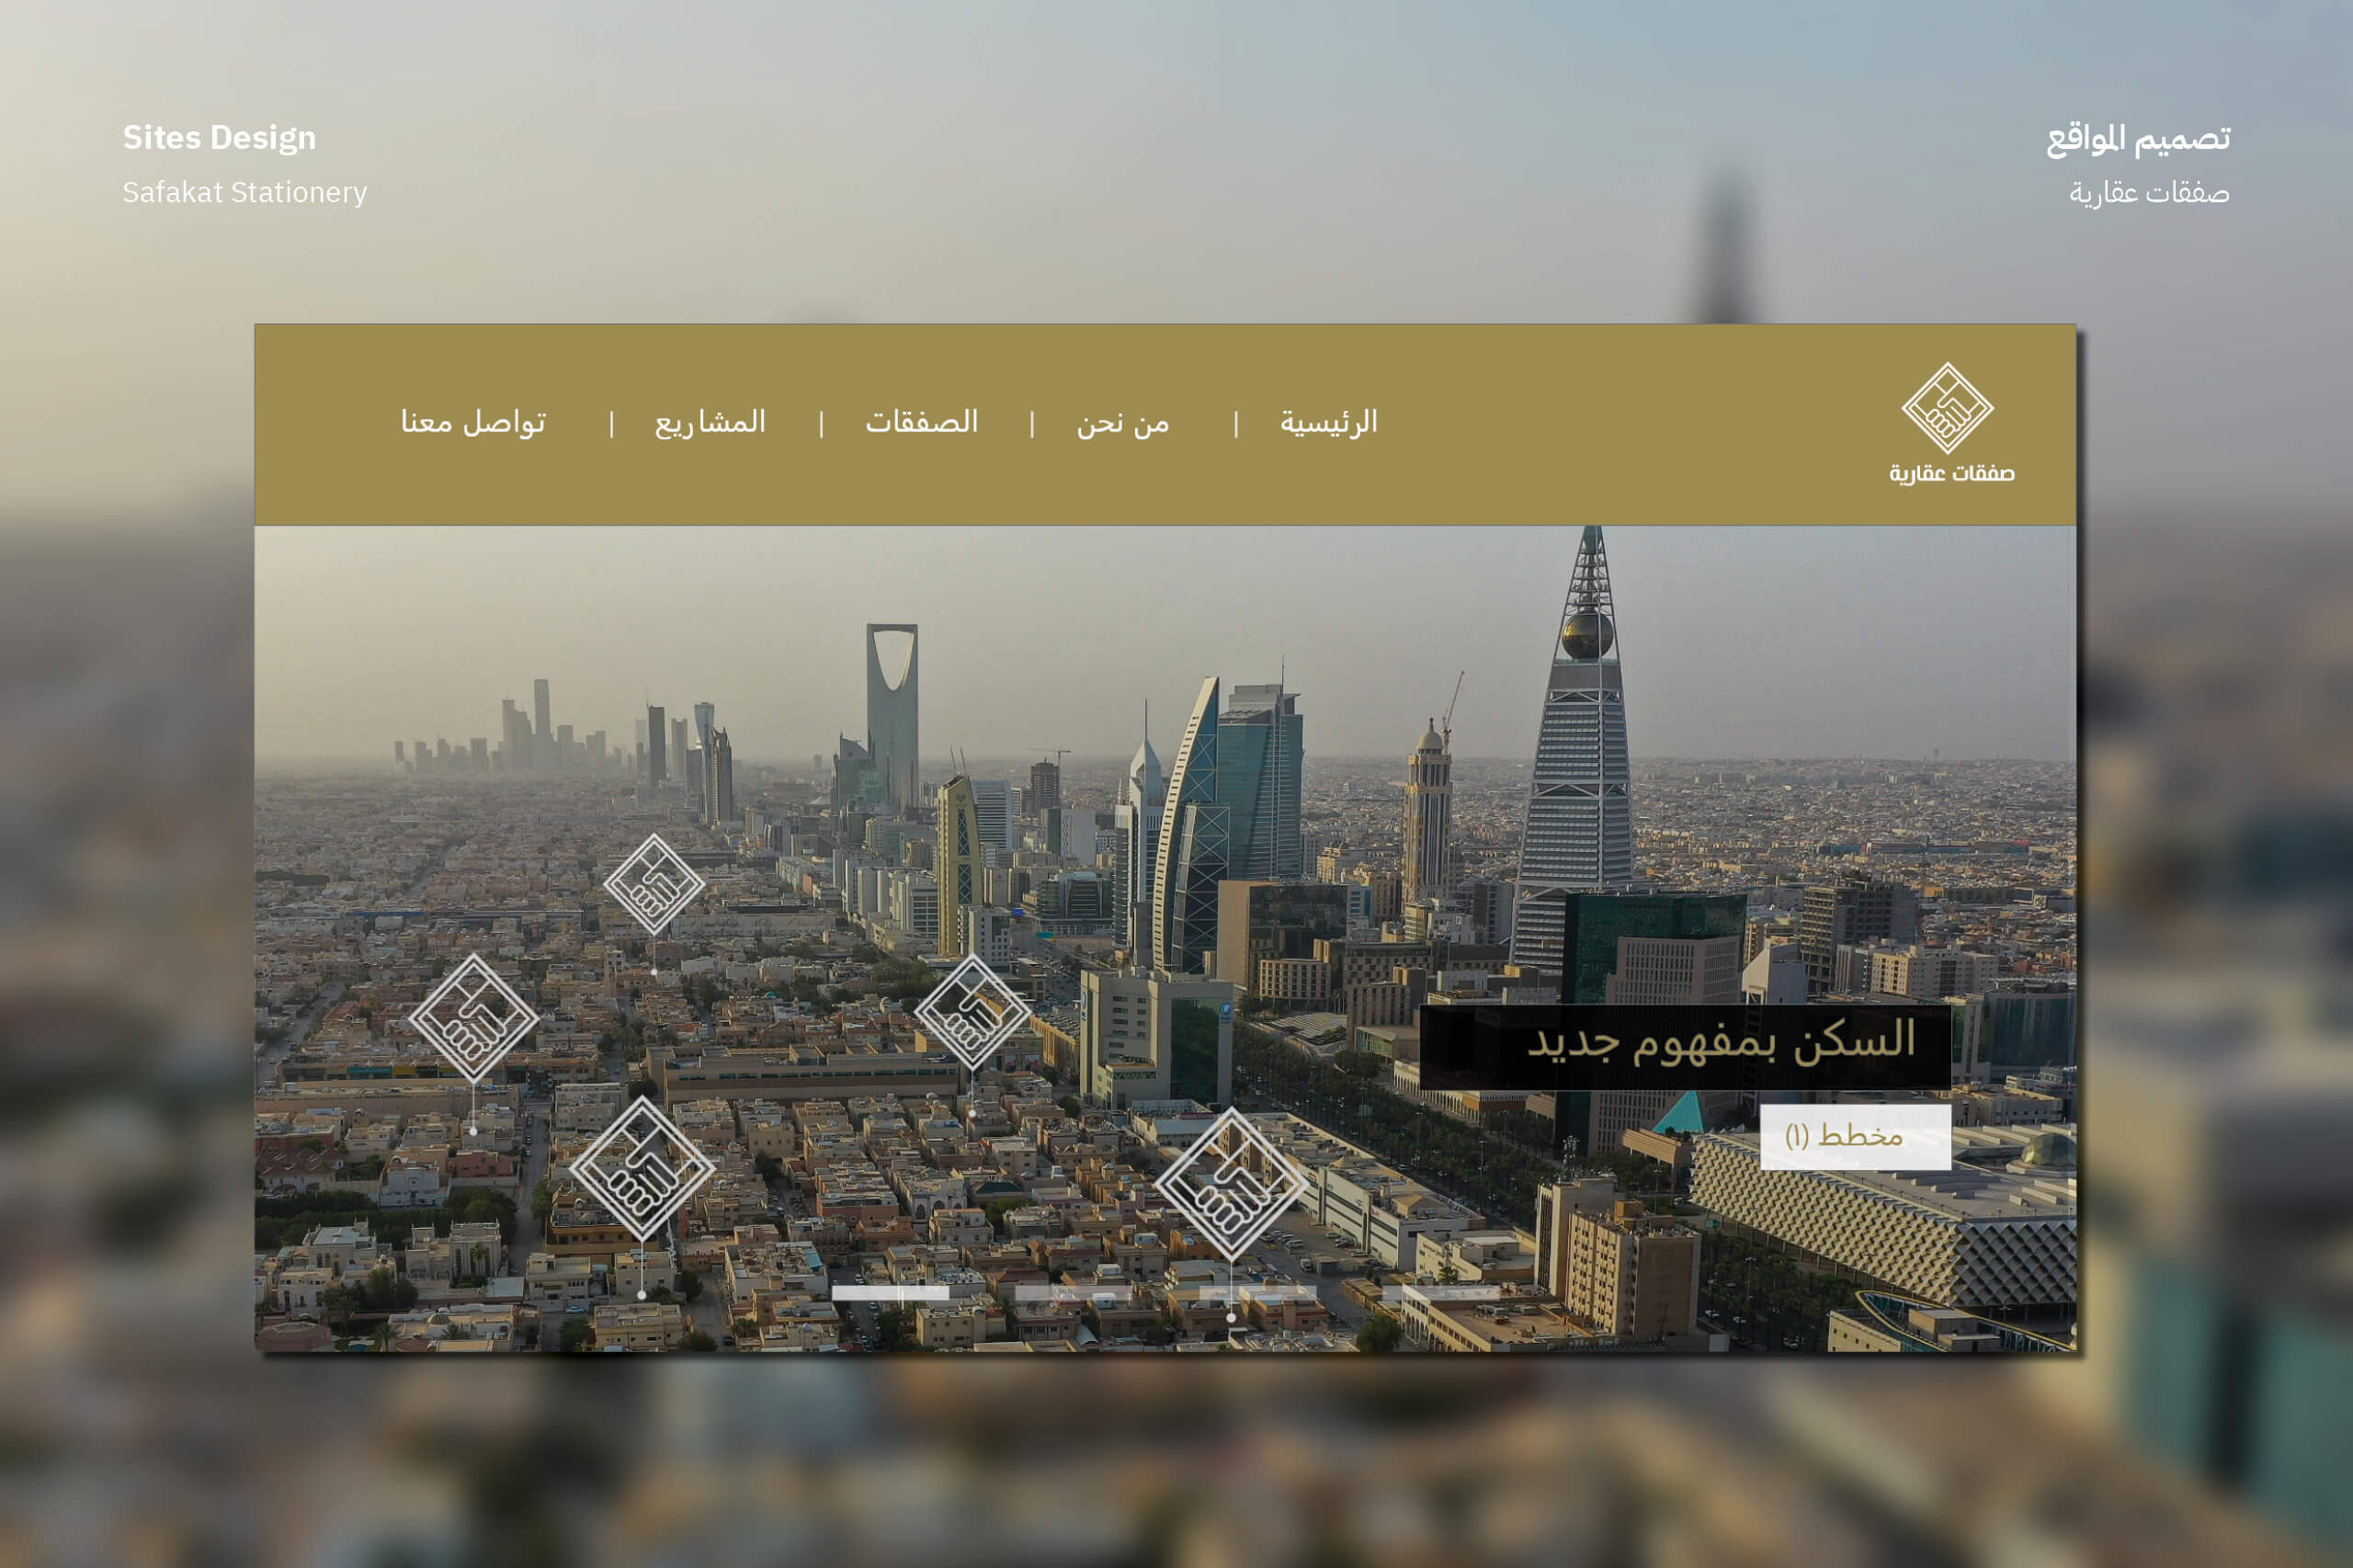 Sites Design
Safakat Stationery
تصميم المواقع
صفقات عقارية
صفقات عقارية
الرئيسية | من نحن | الصفقات | المشاريع | تواصل معنا
السكن بمفهوم جديد
مخطط (١)